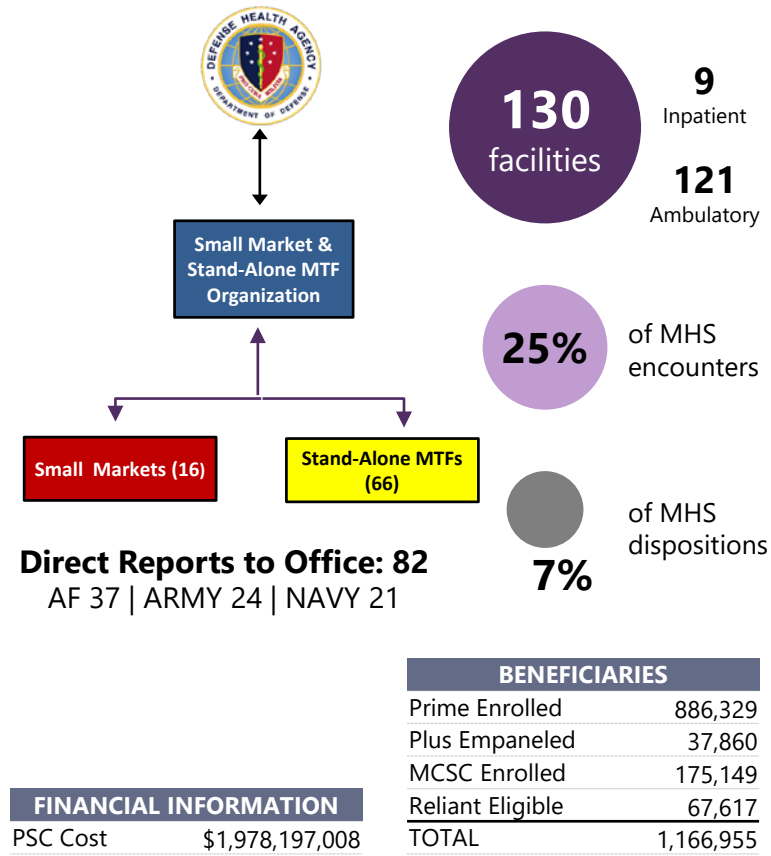 DEFENSE HEALTH AGENCY
DEPARTMENT OF DEFENSE
130
facilities
9
Inpatient
121
Ambulatory
Small Market &
Stand-Alone MTF
Organization
25%
of MHS
encounters
Small Markets (16)
Stand-Alone MTFs
(66)
of MHS
dispositions
7%
Direct Reports to Office: 82
AF 37 | ARMY 24 | NAVY 21
BENEFICIARIES
Prime Enrolled 886,329
Plus Empaneled 37,860
MCSC Enrolled 175,149
Reliant Eligible 67,617
TOTAL 1,166,955
FINANCIAL INFORMATION
PSC Cost $1,978,197,008